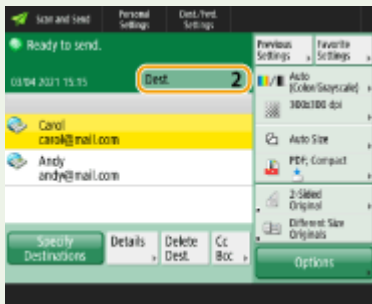 Scan and Send
Personal
Settings
Dest./Fwd.
Settings
Ready to send.
03/04 2021 15:15
Dest. 2
Carol
carol@mail.com
Andy
andy@mail.com
Specify
Destinations
Details
Delete
Dest.
Cc
Bcc
Previous
Settings
Favorite
Settings
Auto
(Color/Grayscale)
300x300 dpi
Auto Size
PDF; Compact
2-Sided
Original
Different Size
Originals
Options